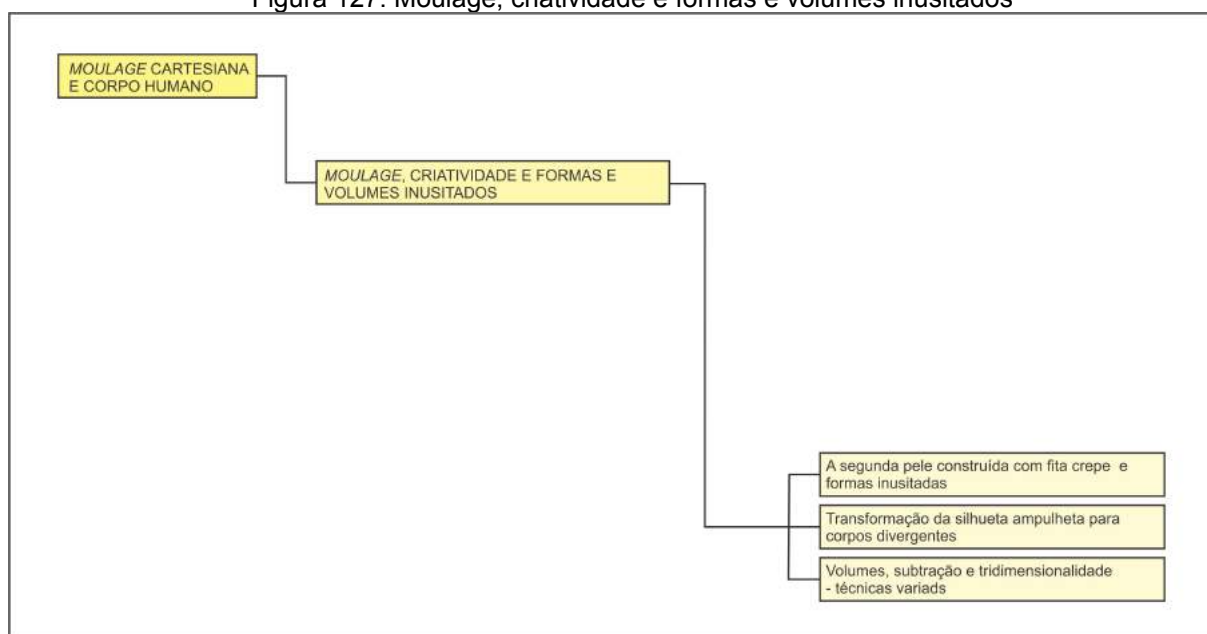 Figura 127: Moulage, criatividade e formas e volumes inusitados
MOULAGE CARTESIANA
E CORPO HUMANO
MOULAGE, CRIATIVIDADE E FORMAS E
VOLUMES INUSITADOS
A segunda pele construída com fita crepe e
formas inusitadas
Transformação da silhueta ampulheta para
corpos divergentes
Volumes, subtração e tridimensionalidade
- técnicas variads